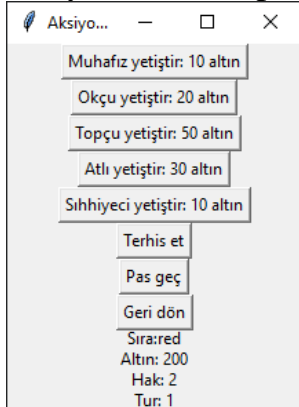 Aksiyo...
Muhafız yetiştir: 10 altın
Okçu yetiştir: 20 altın
Topçu yetiştir: 50 altın
Atlı yetiştir: 30 altın
Sıhhiyeci yetiştir: 10 altın
Terhis et
Pas geç
Geri dön
Sıra:red
Altın: 200
Hak: 2
Tur: 1